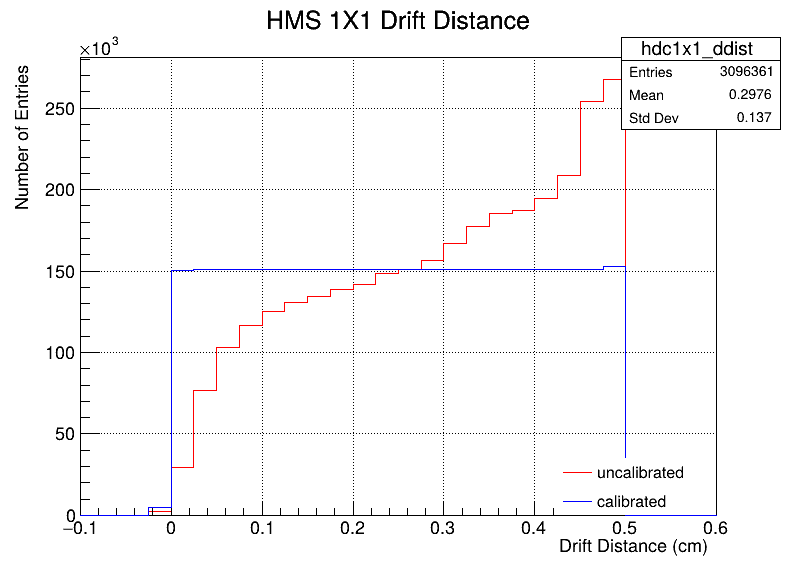 HMS 1X1 Drift Distance
×10³
hdc1x1_ddist
Entries 3096361
Mean 0.2976
Std Dev 0.137
Number of Entries
250
200
150
100
50
0
uncalibrated
calibrated
−0.1 0 0.1 0.2 0.3 0.4 0.5 0.6
Drift Distance (cm)